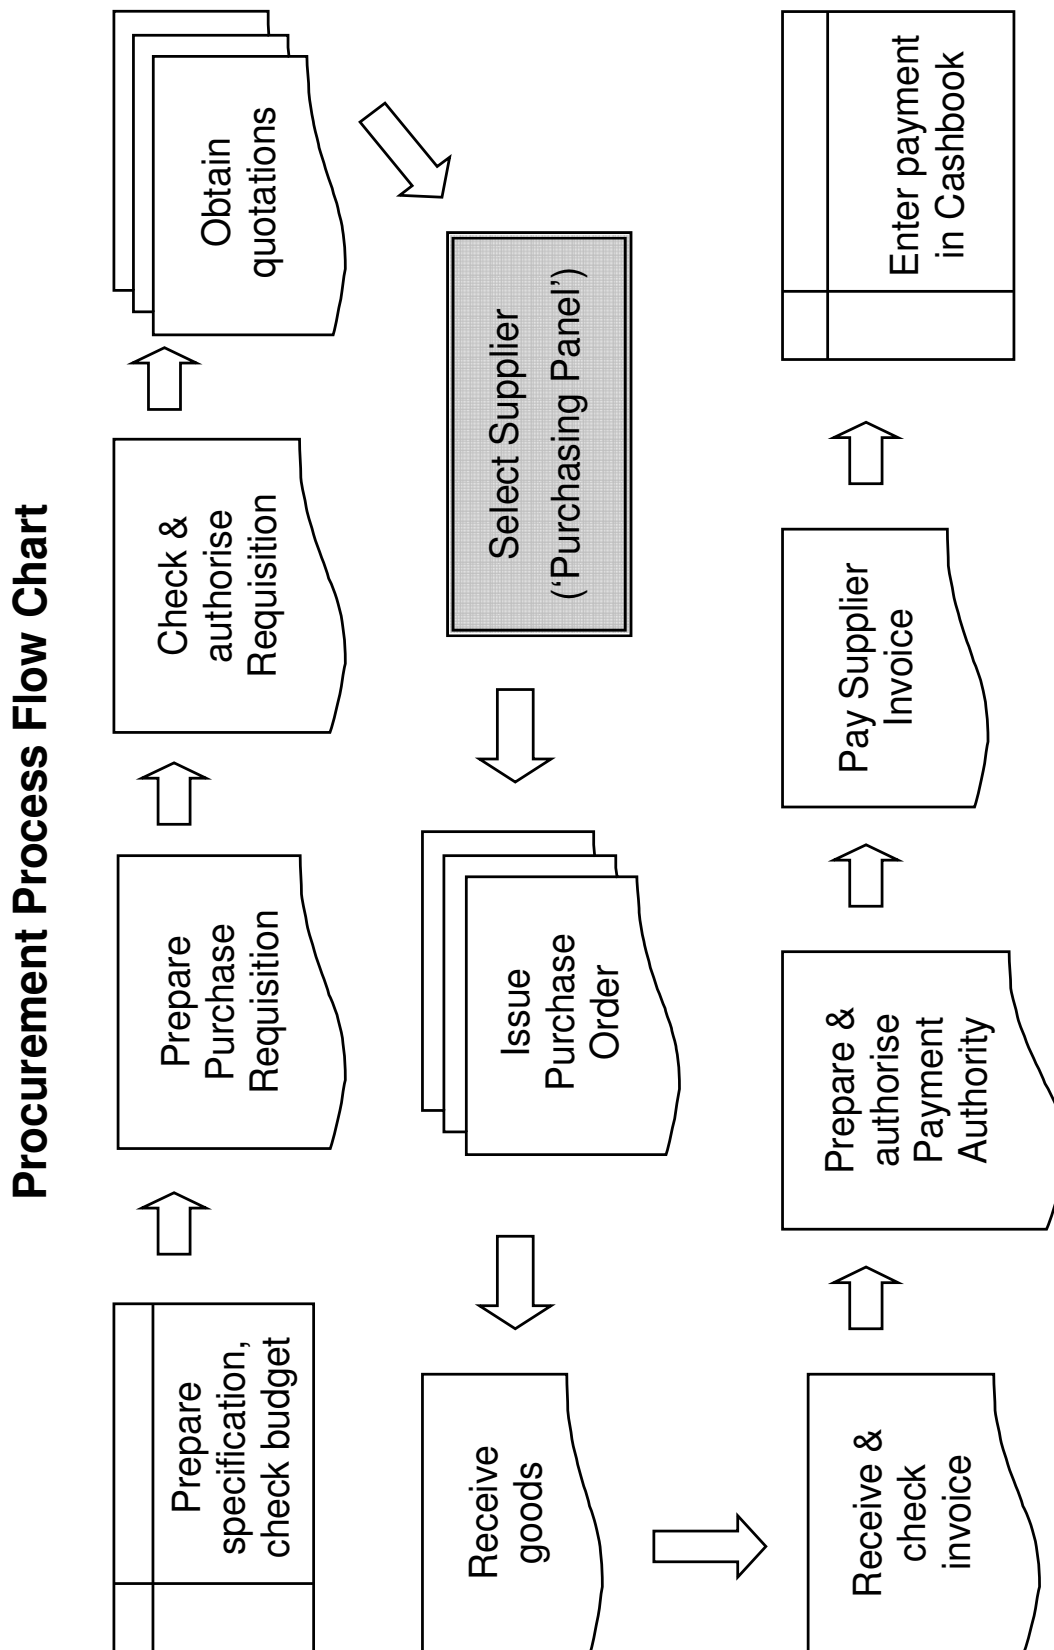 Procurement Process Flow Chart
Prepare
specification,
check budget
Prepare
Purchase
Requisition
Check &
authorise
Requisition
Obtain
quotations
Select Supplier
(‘Purchasing Panel’)
Issue
Purchase
Order
Receive
goods
Receive &
check
invoice
Prepare &
authorise
Payment
Authority
Pay Supplier
Invoice
Enter payment
in Cashbook